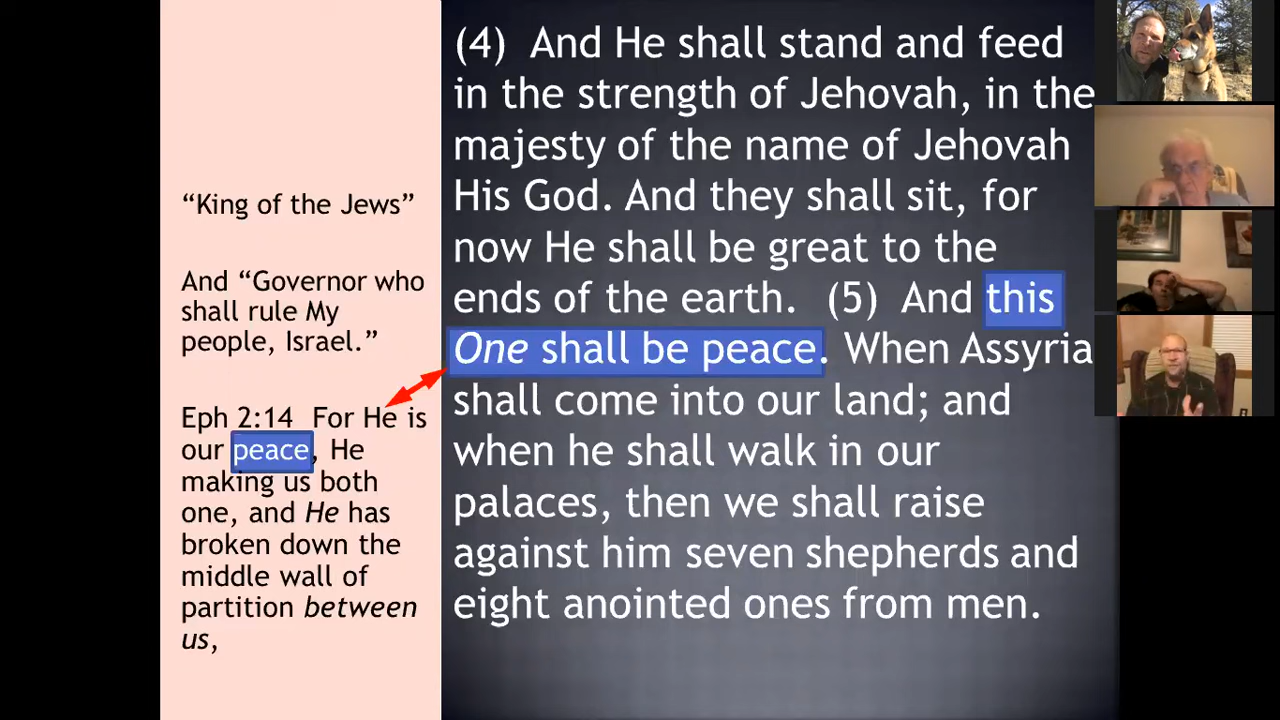 “King of the Jews”
And “Governor who
shall rule My
people, Israel.”
Eph 2:14  For He is
our peace, He
making us both
one, and He has
broken down the
middle wall of
partition between
us,
(4)  And He shall stand and feed
in the strength of Jehovah, in the
majesty of the name of Jehovah
His God. And they shall sit, for
now He shall be great to the
ends of the earth.  (5)  And this
One shall be peace. When Assyria
shall come into our land; and
when he shall walk in our
palaces, then we shall raise
against him seven shepherds and
eight anointed ones from men.